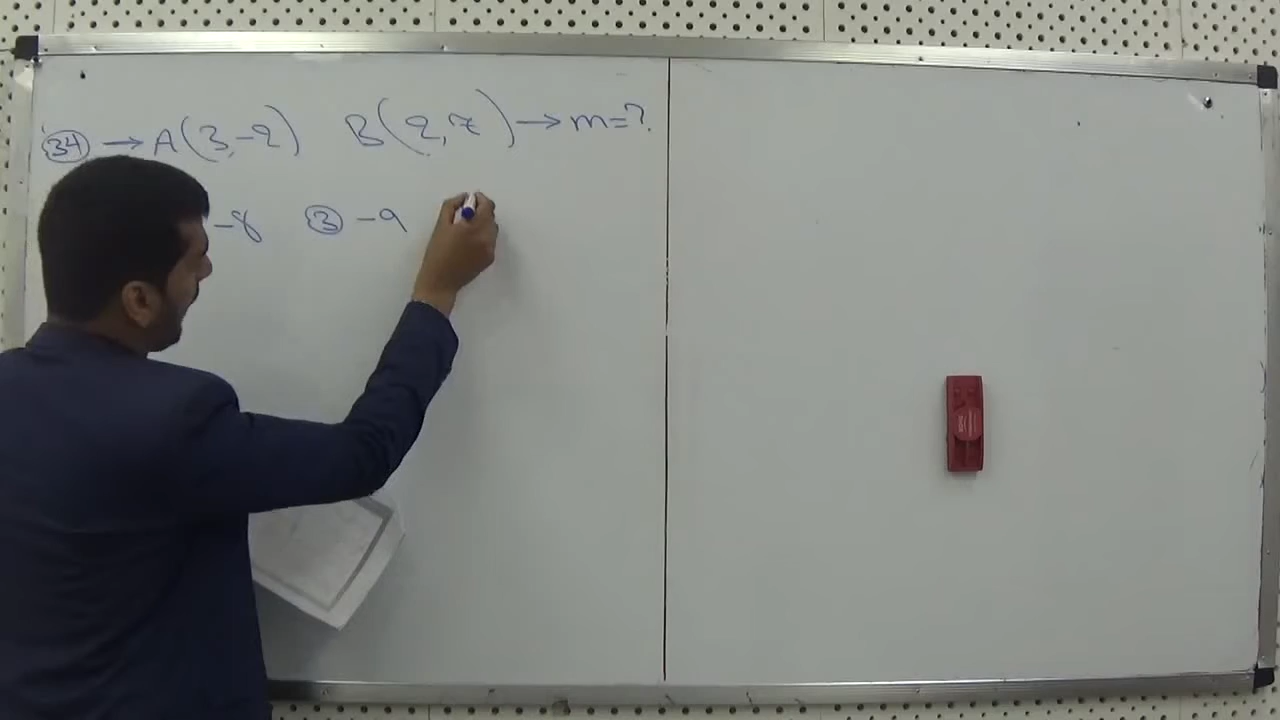 34 → A(3,-2) B(2,7) → m=?
-8 3 -9